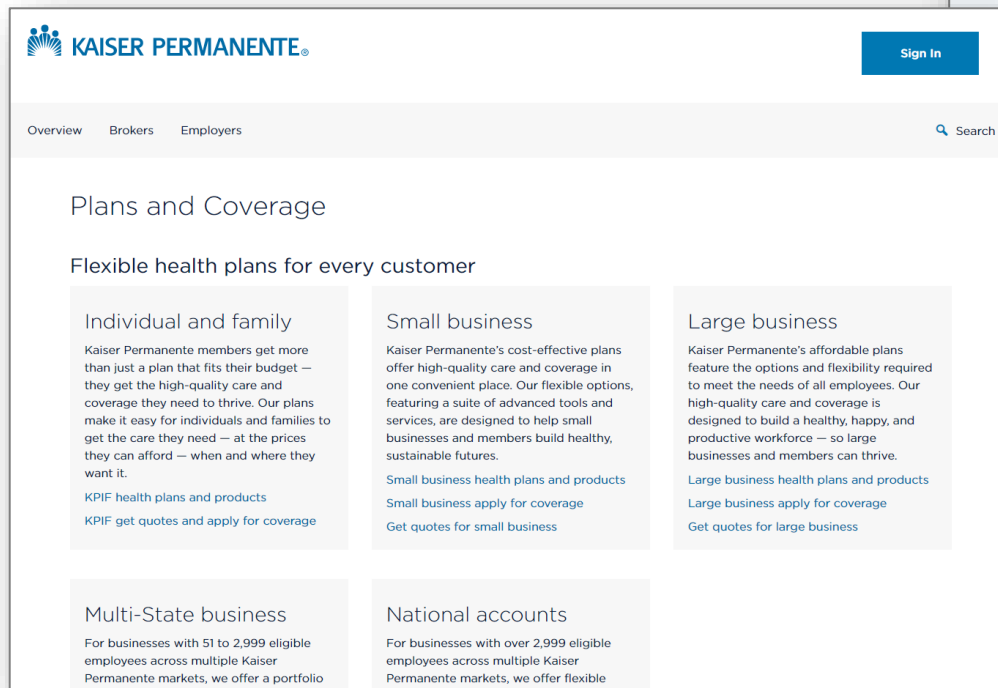 KAISER PERMANENTE®
Sign In
Overview Brokers Employers
Search
Plans and Coverage
Flexible health plans for every customer
Individual and family
Kaiser Permanente members get more
than just a plan that fits their budget —
they get the high-quality care and
coverage they need to thrive. Our plans
make it easy for individuals and families to
get the care they need — at the prices
they can afford — when and where they
want it.
KPIF health plans and products
KPIF get quotes and apply for coverage
Small business
Kaiser Permanente's cost-effective plans
offer high-quality care and coverage in
one convenient place. Our flexible options,
featuring a suite of advanced tools and
services, are designed to help small
businesses and members build healthy,
sustainable futures.
Small business health plans and products
Small business apply for coverage
Get quotes for small business
Large business
Kaiser Permanente's affordable plans
feature the options and flexibility required
to meet the needs of all employees. Our
high-quality care and coverage is
designed to build a healthy, happy, and
productive workforce — so large
businesses and members can thrive.
Large business health plans and products
Large business apply for coverage
Get quotes for large business
Multi-State business
For businesses with 51 to 2,999 eligible
employees across multiple Kaiser
Permanente markets, we offer a portfolio
National accounts
For businesses with over 2,999 eligible
employees across multiple Kaiser
Permanente markets, we offer flexible